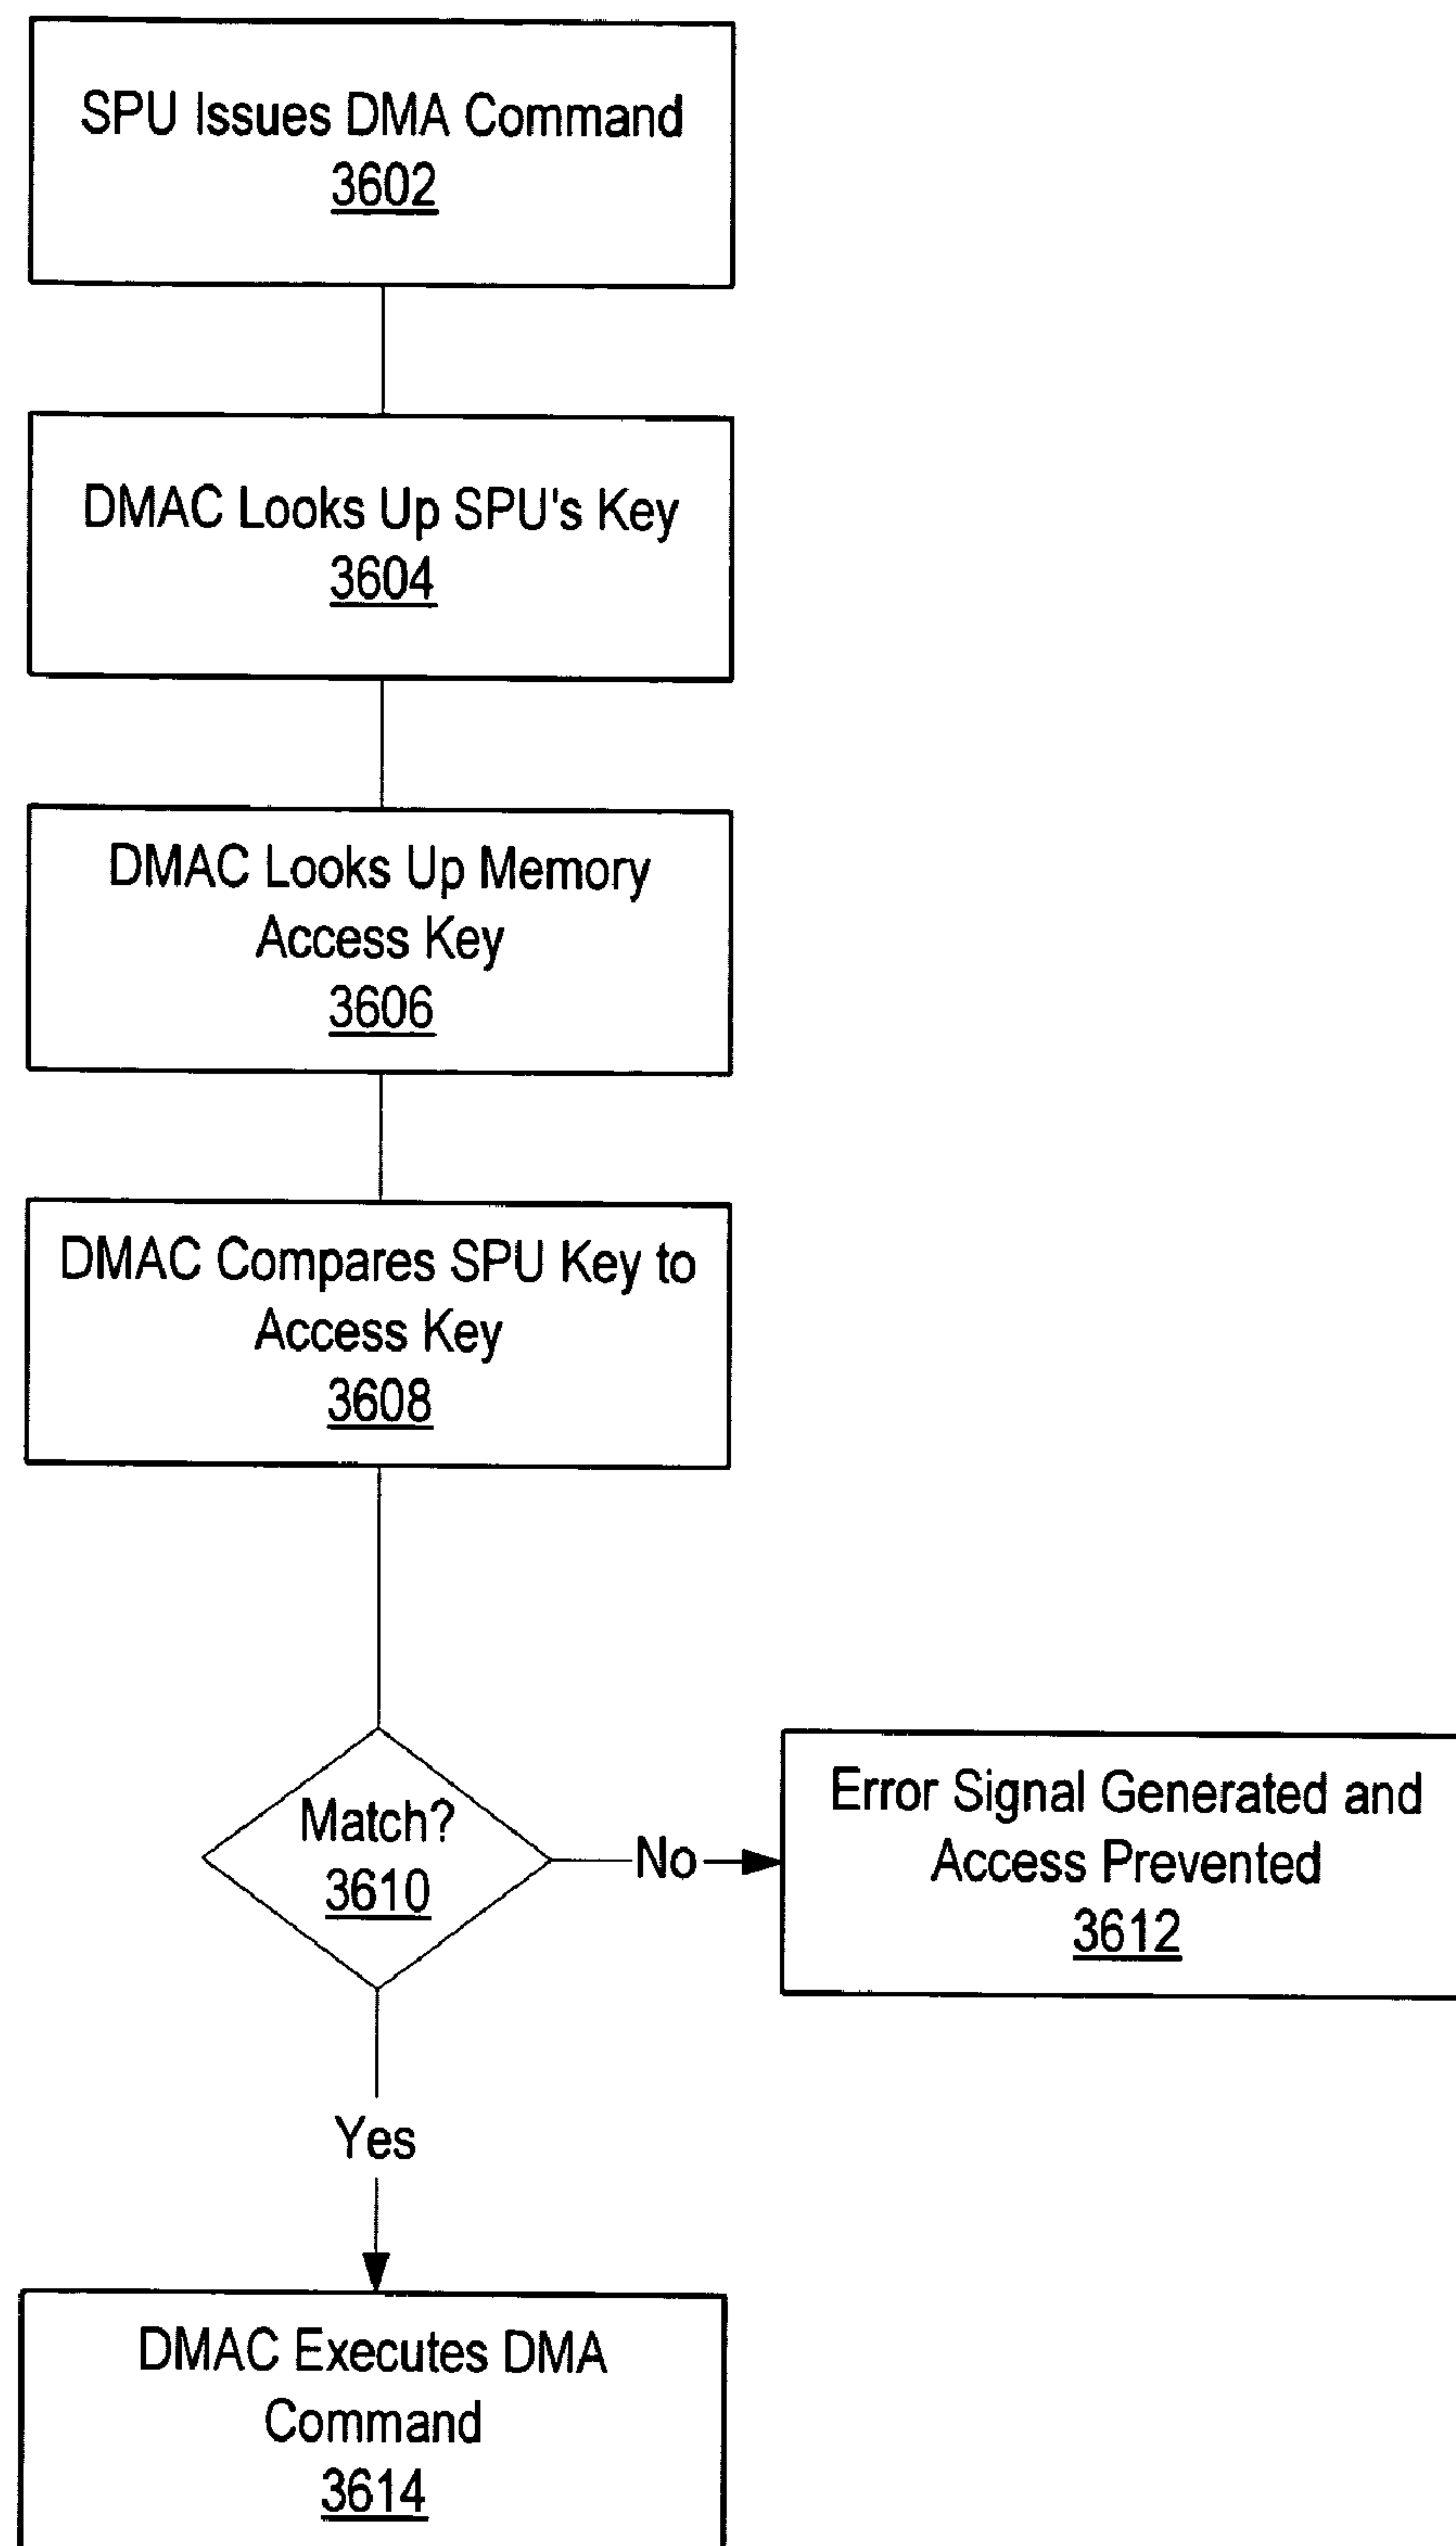 SPU Issues DMA Command
3602
DMAC Looks Up SPU's Key
3604
DMAC Looks Up Memory
Access Key
3606
DMAC Compares SPU Key to
Access Key
3608
Match?
3610
No
Error Signal Generated and
Access Prevented
3612
Yes
DMAC Executes DMA
Command
3614